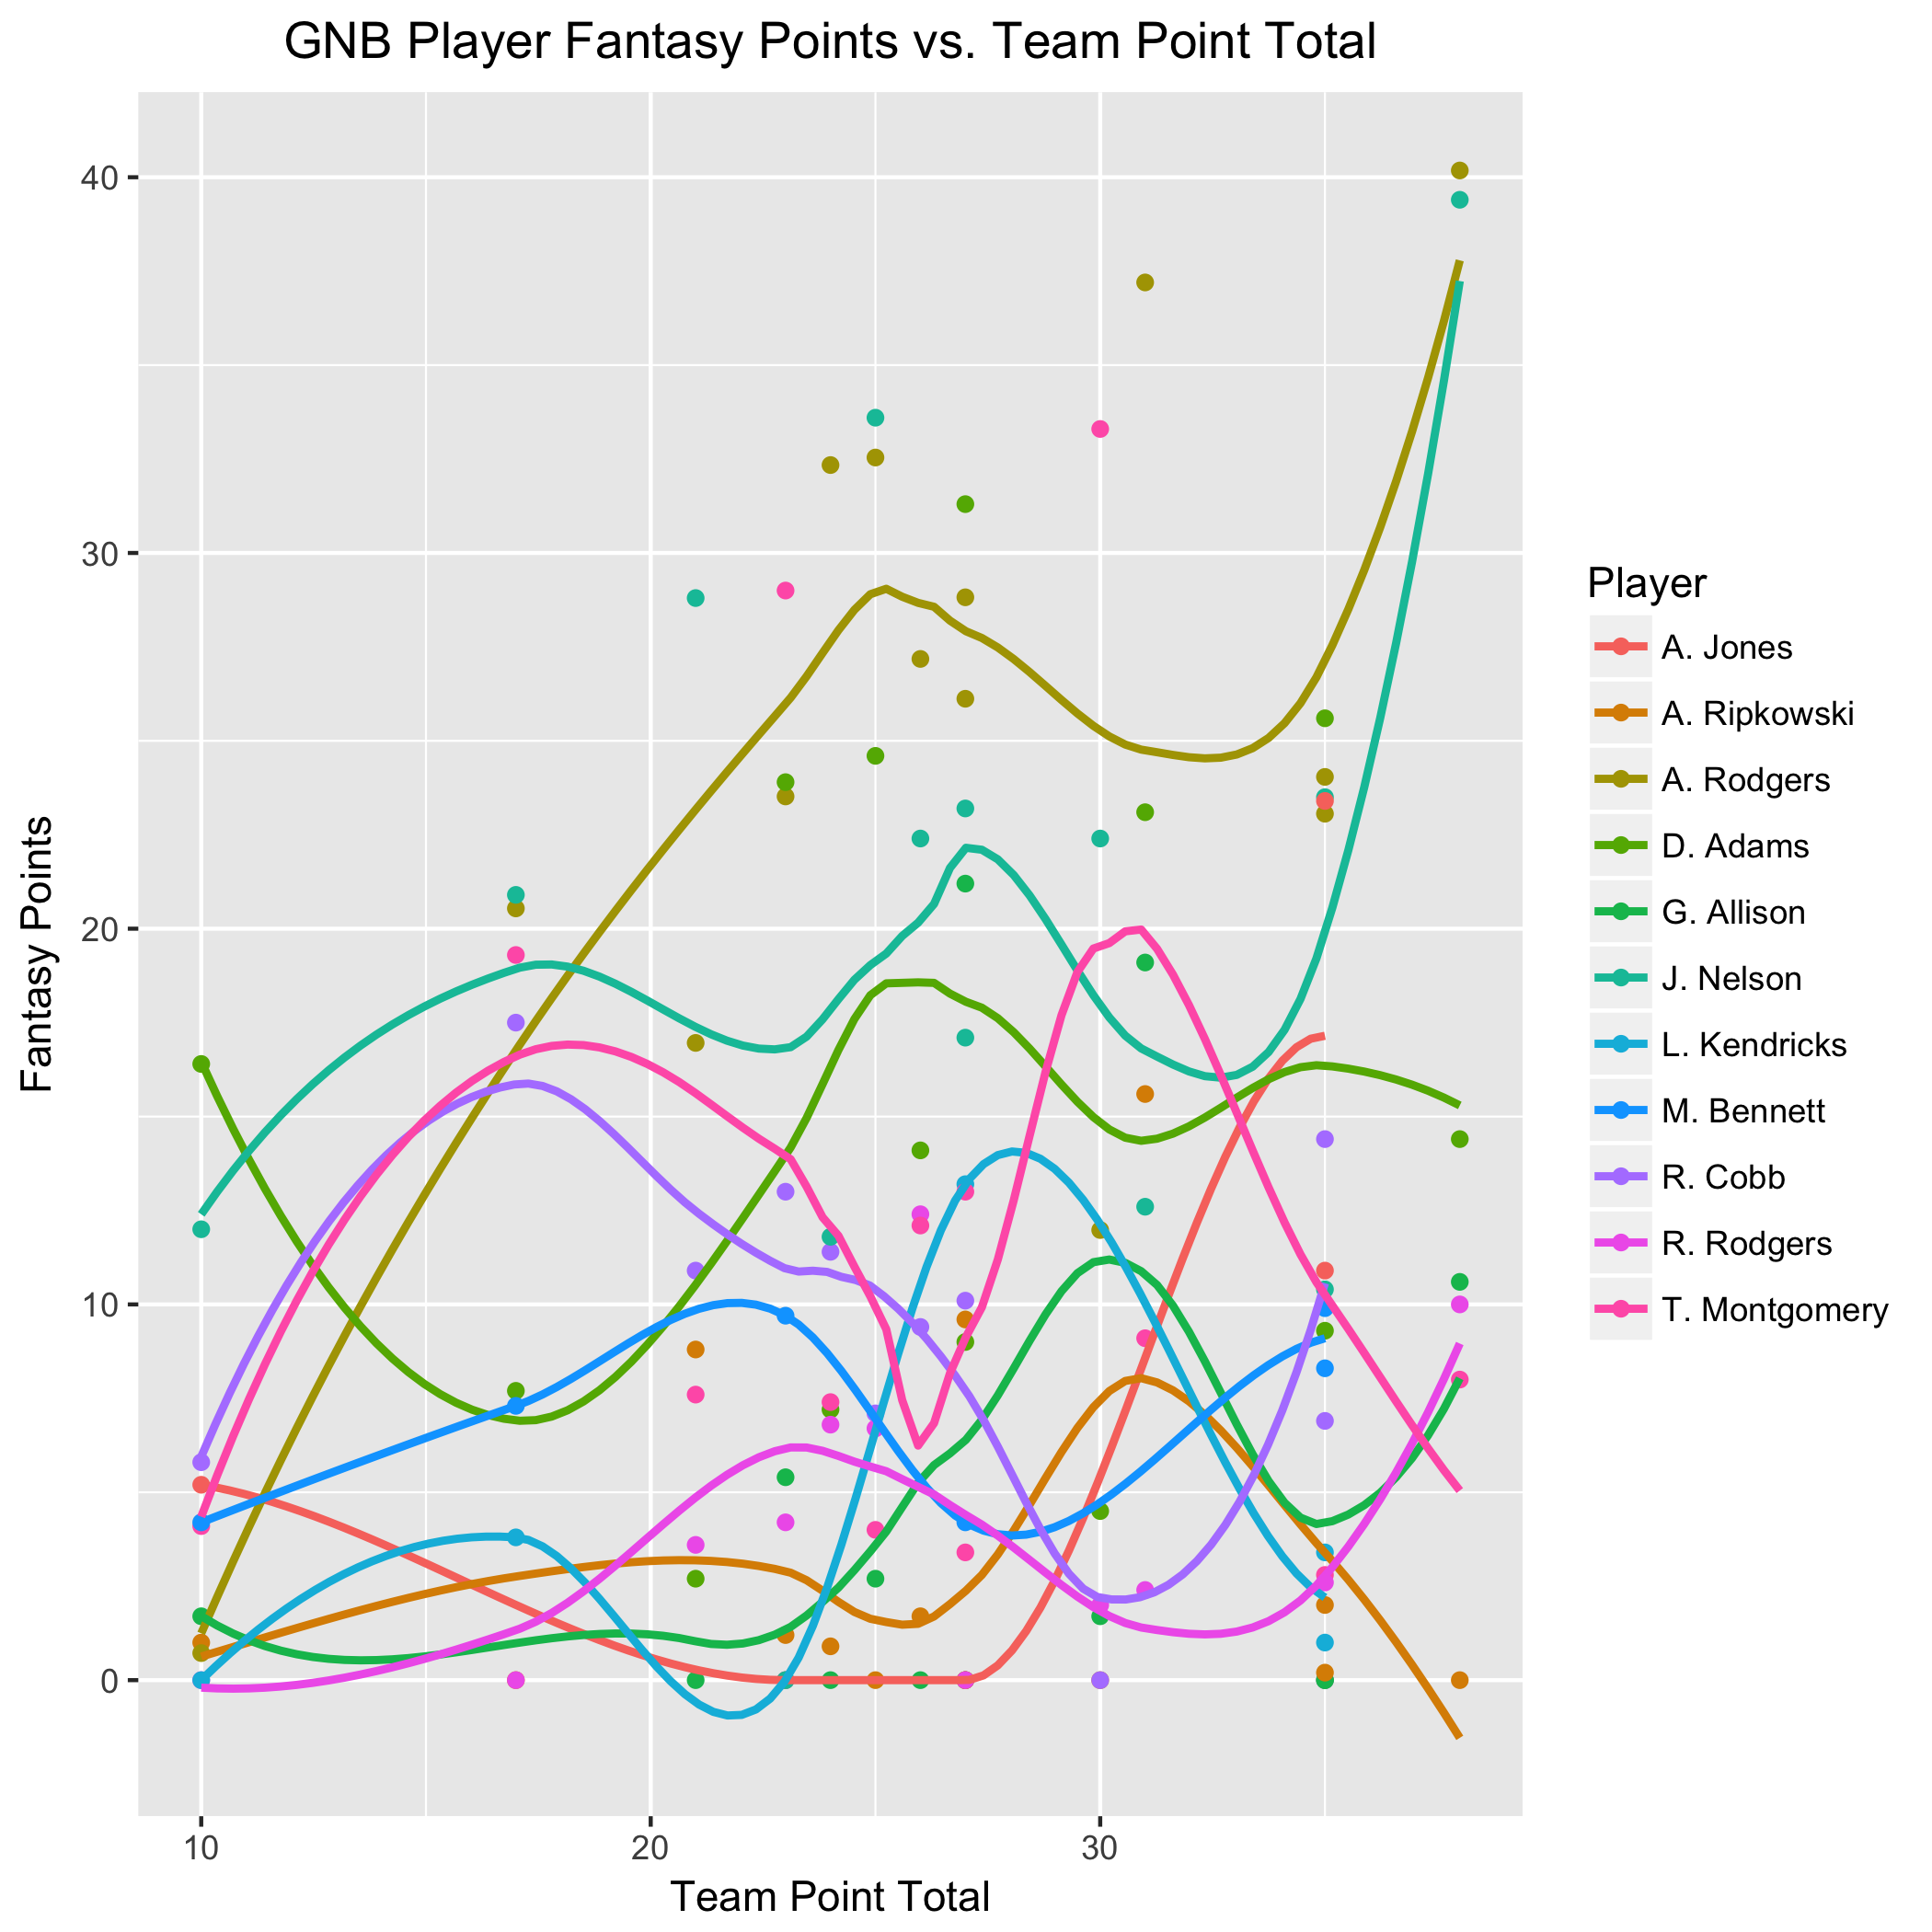 GNB Player Fantasy Points vs. Team Point Total
40
30
20
10
0
Fantasy Points
10
20
30
Team Point Total
Player
A. Jones
A. Ripkowski
A. Rodgers
D. Adams
G. Allison
J. Nelson
L. Kendricks
M. Bennett
R. Cobb
R. Rodgers
T. Montgomery